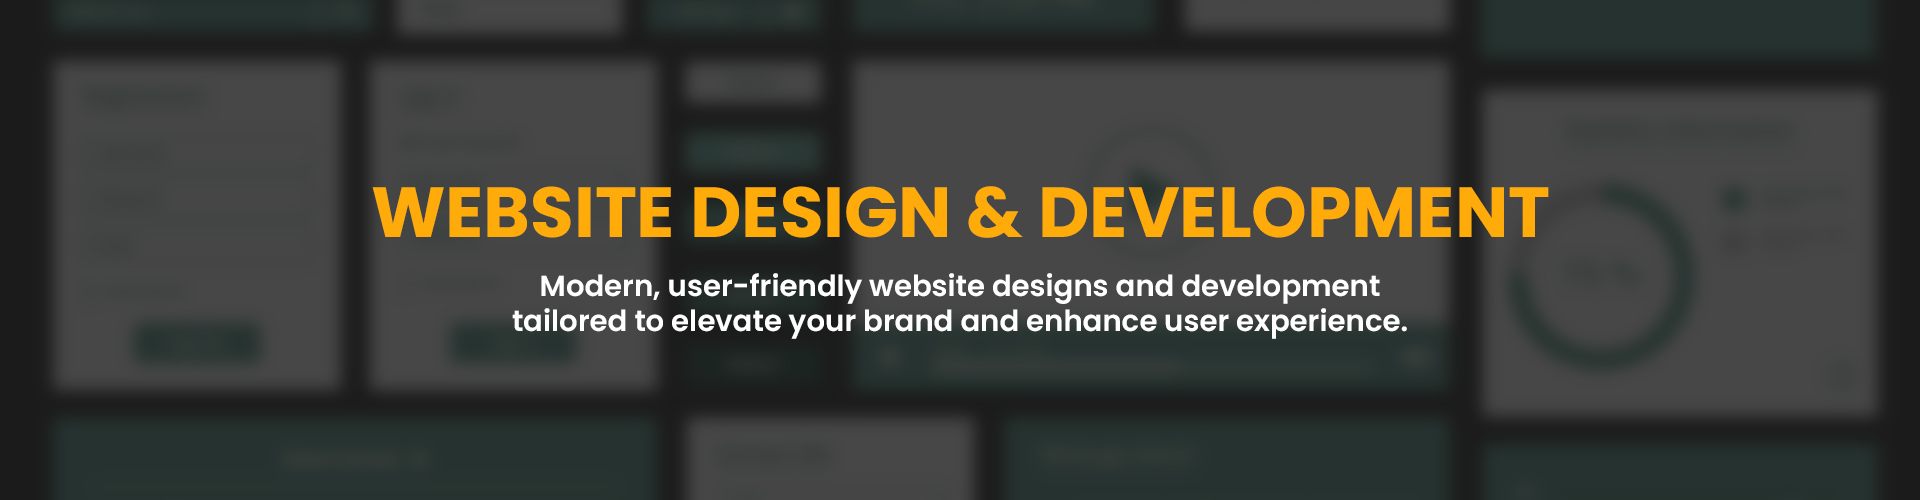 WEBSITE DESIGN & DEVELOPMENT
Modern, user-friendly website designs and development
tailored to elevate your brand and enhance user experience.